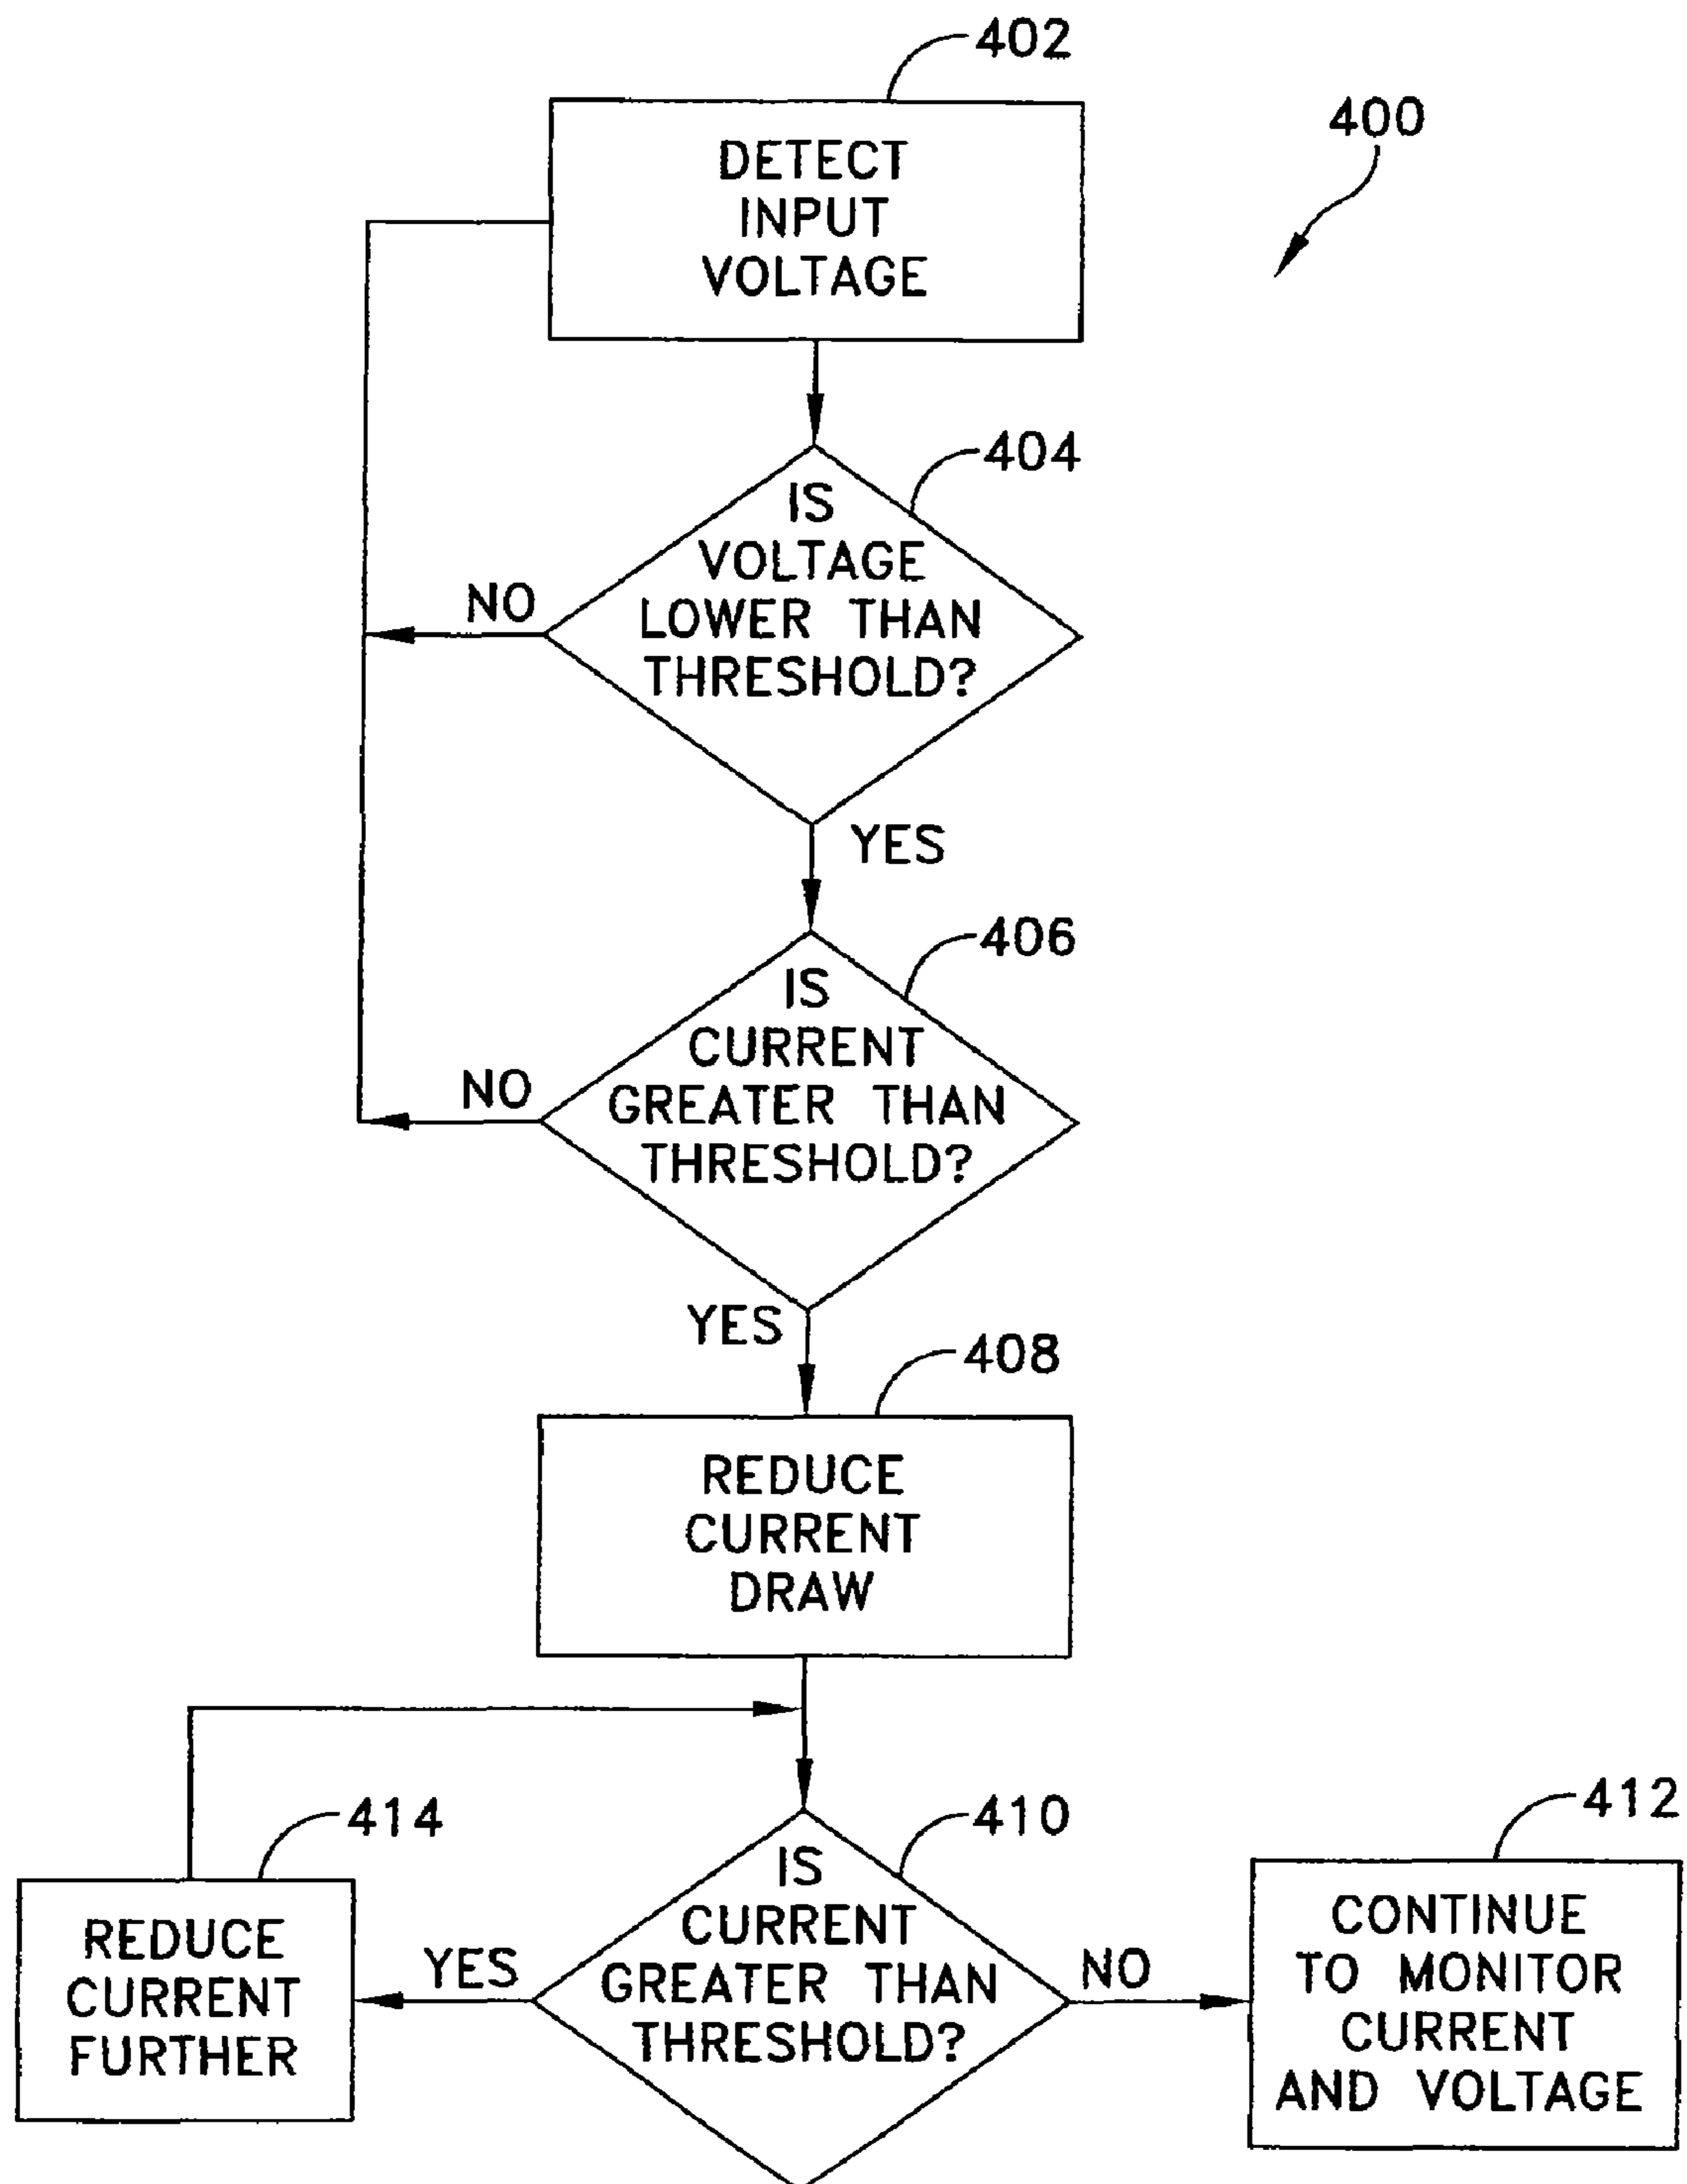 402
400
DETECT
INPUT
VOLTAGE
404
IS
VOLTAGE
LOWER THAN
THRESHOLD?
NO
YES
406
IS
CURRENT
GREATER THAN
THRESHOLD?
NO
YES
408
REDUCE
CURRENT
DRAW
414
410
412
REDUCE
CURRENT
FURTHER
YES
IS
CURRENT
GREATER THAN
THRESHOLD?
NO
CONTINUE
TO MONITOR
CURRENT
AND VOLTAGE